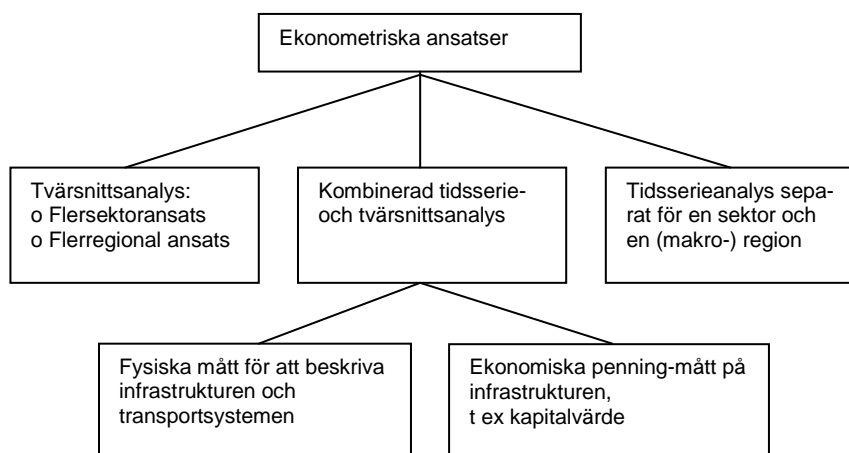 Ekonometriska ansatser
Tvärsnittsanalys:
o Flersektoransats
o Flerregional ansats
Kombinerad tidsserie-
och tvärsnittsanalys
Tidsserieanalys sepa-
rat för en sektor och
en (makro-) region
Fysiska mått för att beskriva
infrastrukturen och
transportsystemen
Ekonomiska penning-mått på
infrastrukturen,
t ex kapitalvärde